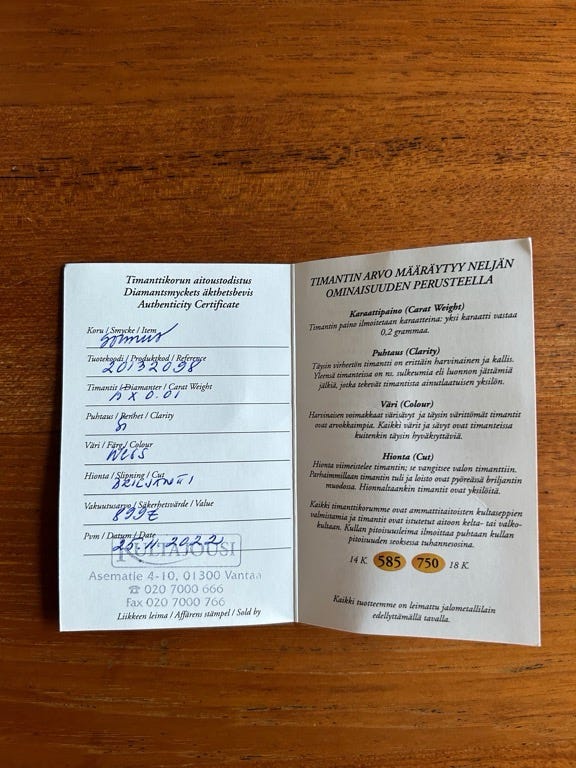 Timanttikorun aitoustodistus
Diamantsmyckets äkthetsbevis
Authenticity Certificate
Koru / Smycke / Item
Sormus
Tuotekoodi / Produktkod / Reference
20132098
Timantit / Diamanter / Carat Weight
X 0.01
Puhtaus / Renhet / Clarity
Si
Väri / Färg / Colour
Hionta / Slipning / Cut
Vakuutusarvo / Säkerhetsvärde / Value
899
Pvm / Datum / Date
25.11.2022
KULTAJOUSI
Asematie 4-10, 01300 Vantaa
☎ 020 7000 666
Fax 020 7000 766
Liikkeen leima / Affärens stämpel / Sold by
TIMANTIN ARVO MÄÄRÄYTYY NELJÄN
OMINAISUUDEN PERUSTEELLA
Karaattipaino (Carat Weight)
Timantin paino ilmoitetaan karaatteina: yksi karaatti vastaa
0,2 grammaa.
Puhtaus (Clarity)
Täysin virheetön timantti on erittäin harvinainen ja kallis.
Yleensä timanteissa on ns. sulkeumia eli luonnon jättämiä
jälkiä, jotka tekevät timantista ainutlaatuisen yksilön.
Väri (Colour)
Harvinaisen voimakkaat värisävyt ja täysin värittömät timantit
ovat arvokkaimpia. Kaikki värit ja sävyt ovat timanteissa
kuitenkin täysin hyväksyttäviä.
Hionta (Cut)
Hionta viimeistelee timantin; se vangitsee valon timanttiin.
Parhaimmillaan timantin tuli ja loisto ovat pyöreässä briljantin
muodossa. Hionnaltaankin timantit ovat yksilöitä.
Kaikki timanttikorumme ovat ammattitaitoisten kultaseppien
valmistamia ja timantit on istutettu aitoon kelta- tai valko-
kultaan. Kullan pitoisuusleima ilmoittaa puhtaan kullan
pitoisuuden seoksessa tuhannesosina.
14 K 585 750 18 K
Kaikki tuotteemme on leimattu jalometallilain
edellyttämällä tavalla.